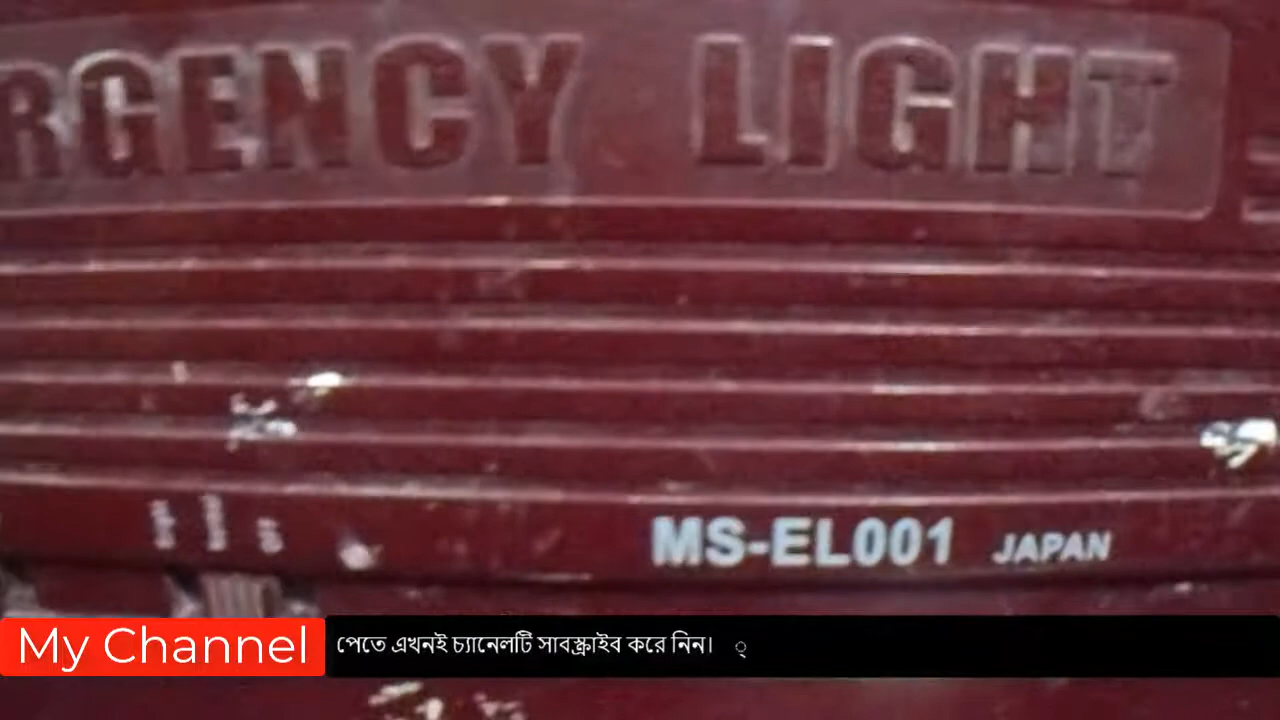 RGENCY LIGHT
MS-EL001 JAPAN
My Channel
পেতে এখনই চ্যানেলটি সাবস্ক্রাইব করে নিন।